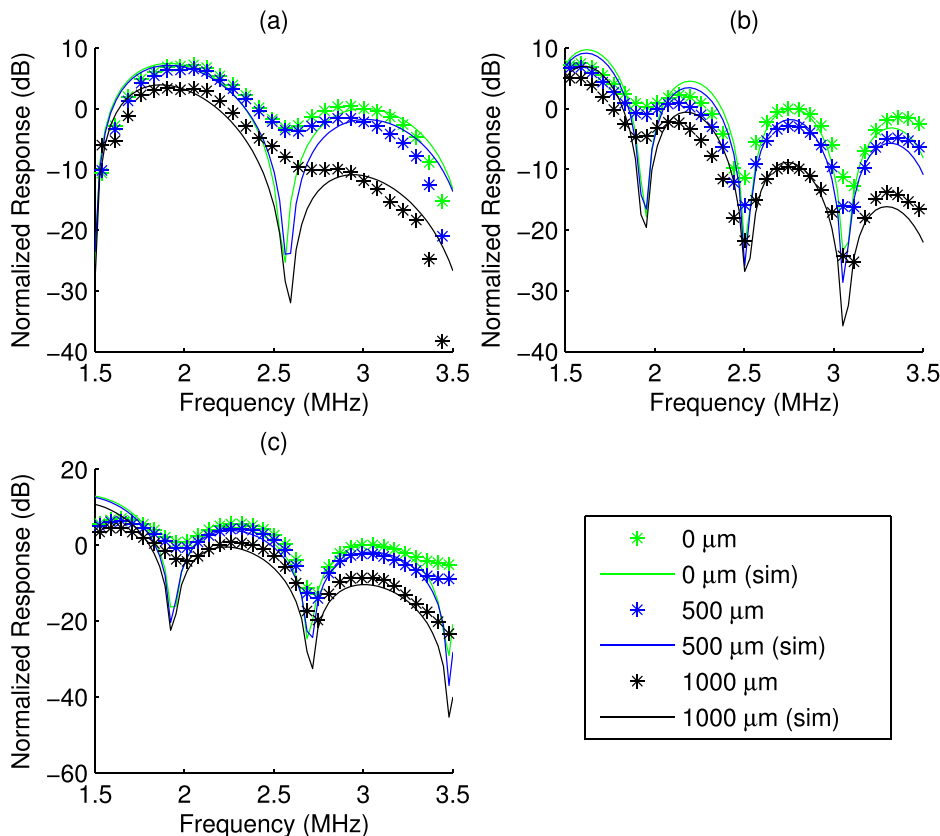 (a)
Normalized Response (dB)
10
0
−10
−20
−30
−40
1.5
2
2.5
3
3.5
Frequency (MHz)
(b)
Normalized Response (dB)
10
0
−10
−20
−30
−40
1.5
2
2.5
3
3.5
Frequency (MHz)
(c)
Normalized Response (dB)
20
0
−20
−40
−60
1.5
2
2.5
3
3.5
Frequency (MHz)
0 μm
0 μm (sim)
500 μm
500 μm (sim)
1000 μm
1000 μm (sim)